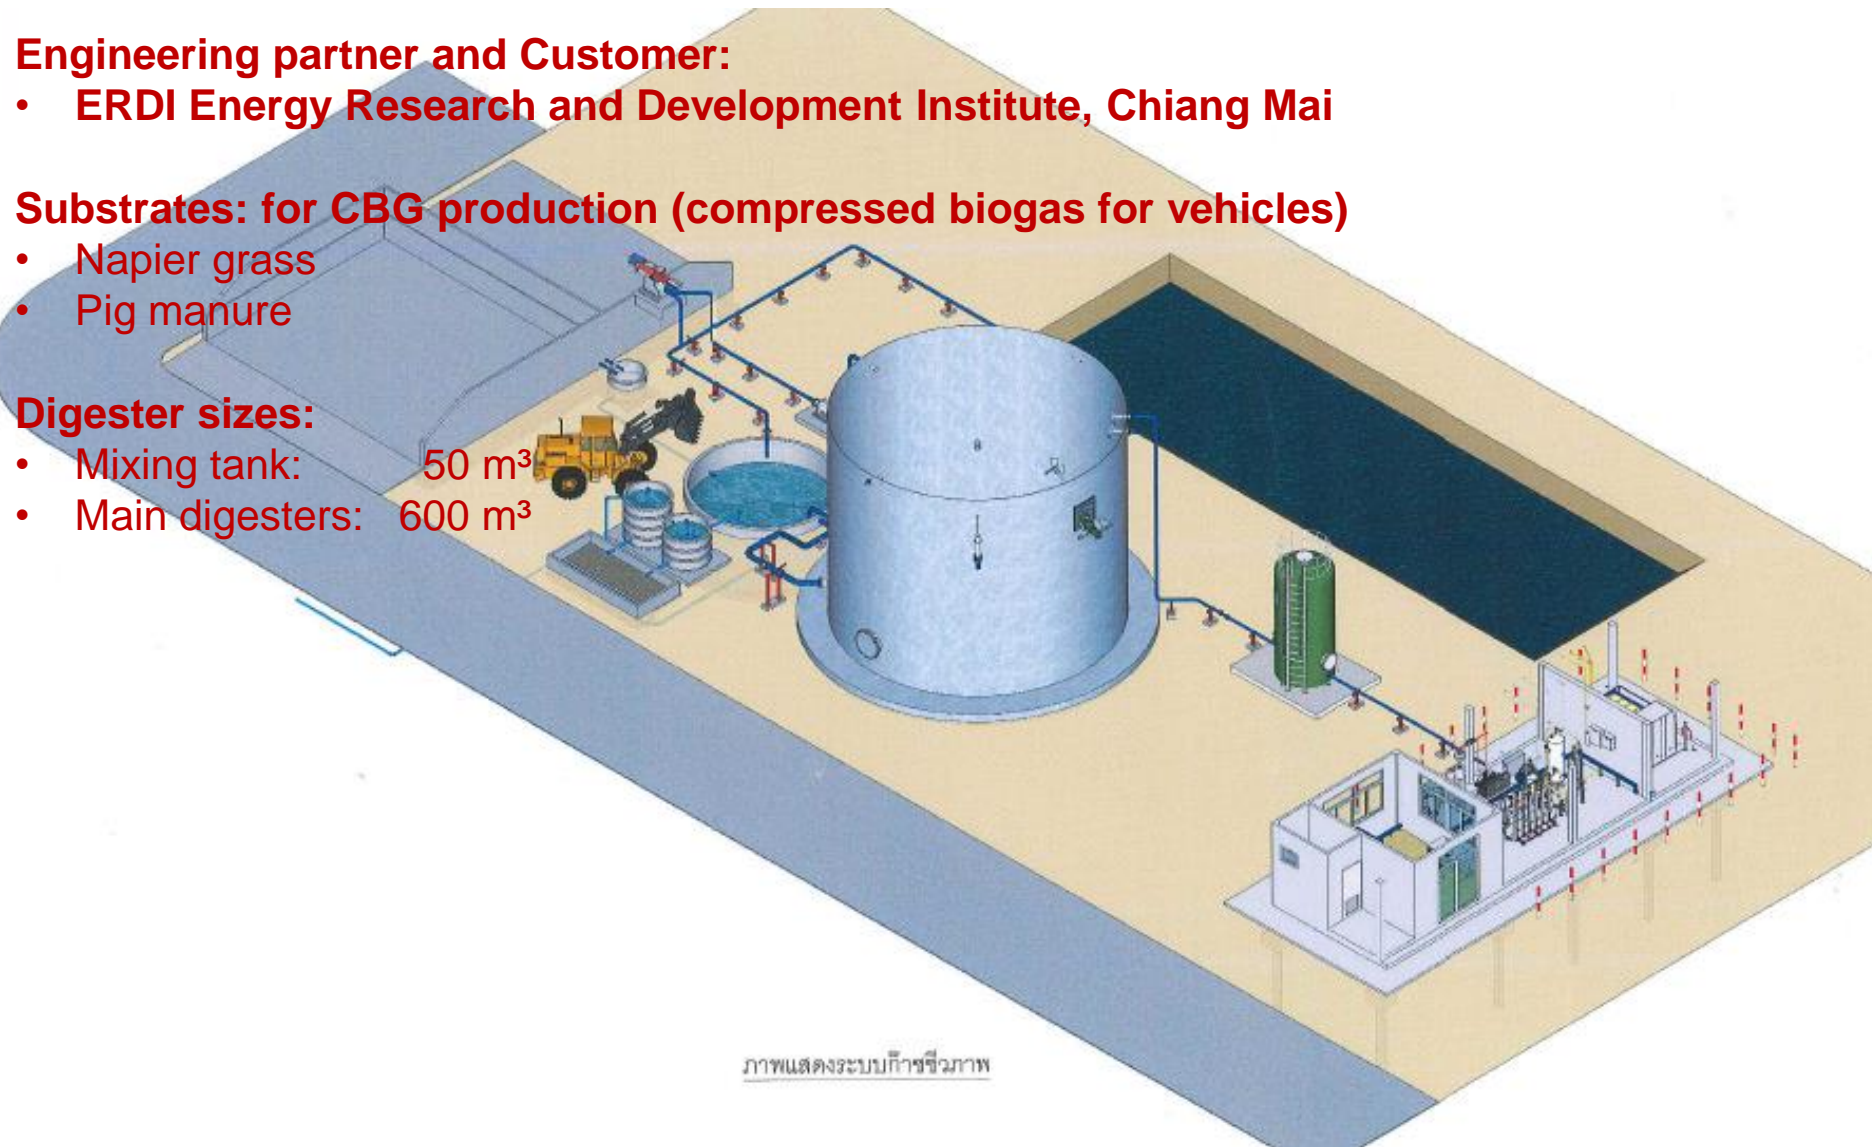 Engineering partner and Customer:
• ERDI Energy Research and Development Institute, Chiang Mai
Substrates: for CBG production (compressed biogas for vehicles)
• Napier grass
• Pig manure
Digester sizes:
• Mixing tank: 50 m³
• Main digesters: 600 m³
ภาพแสดงระบบก๊าซชีวภาพ